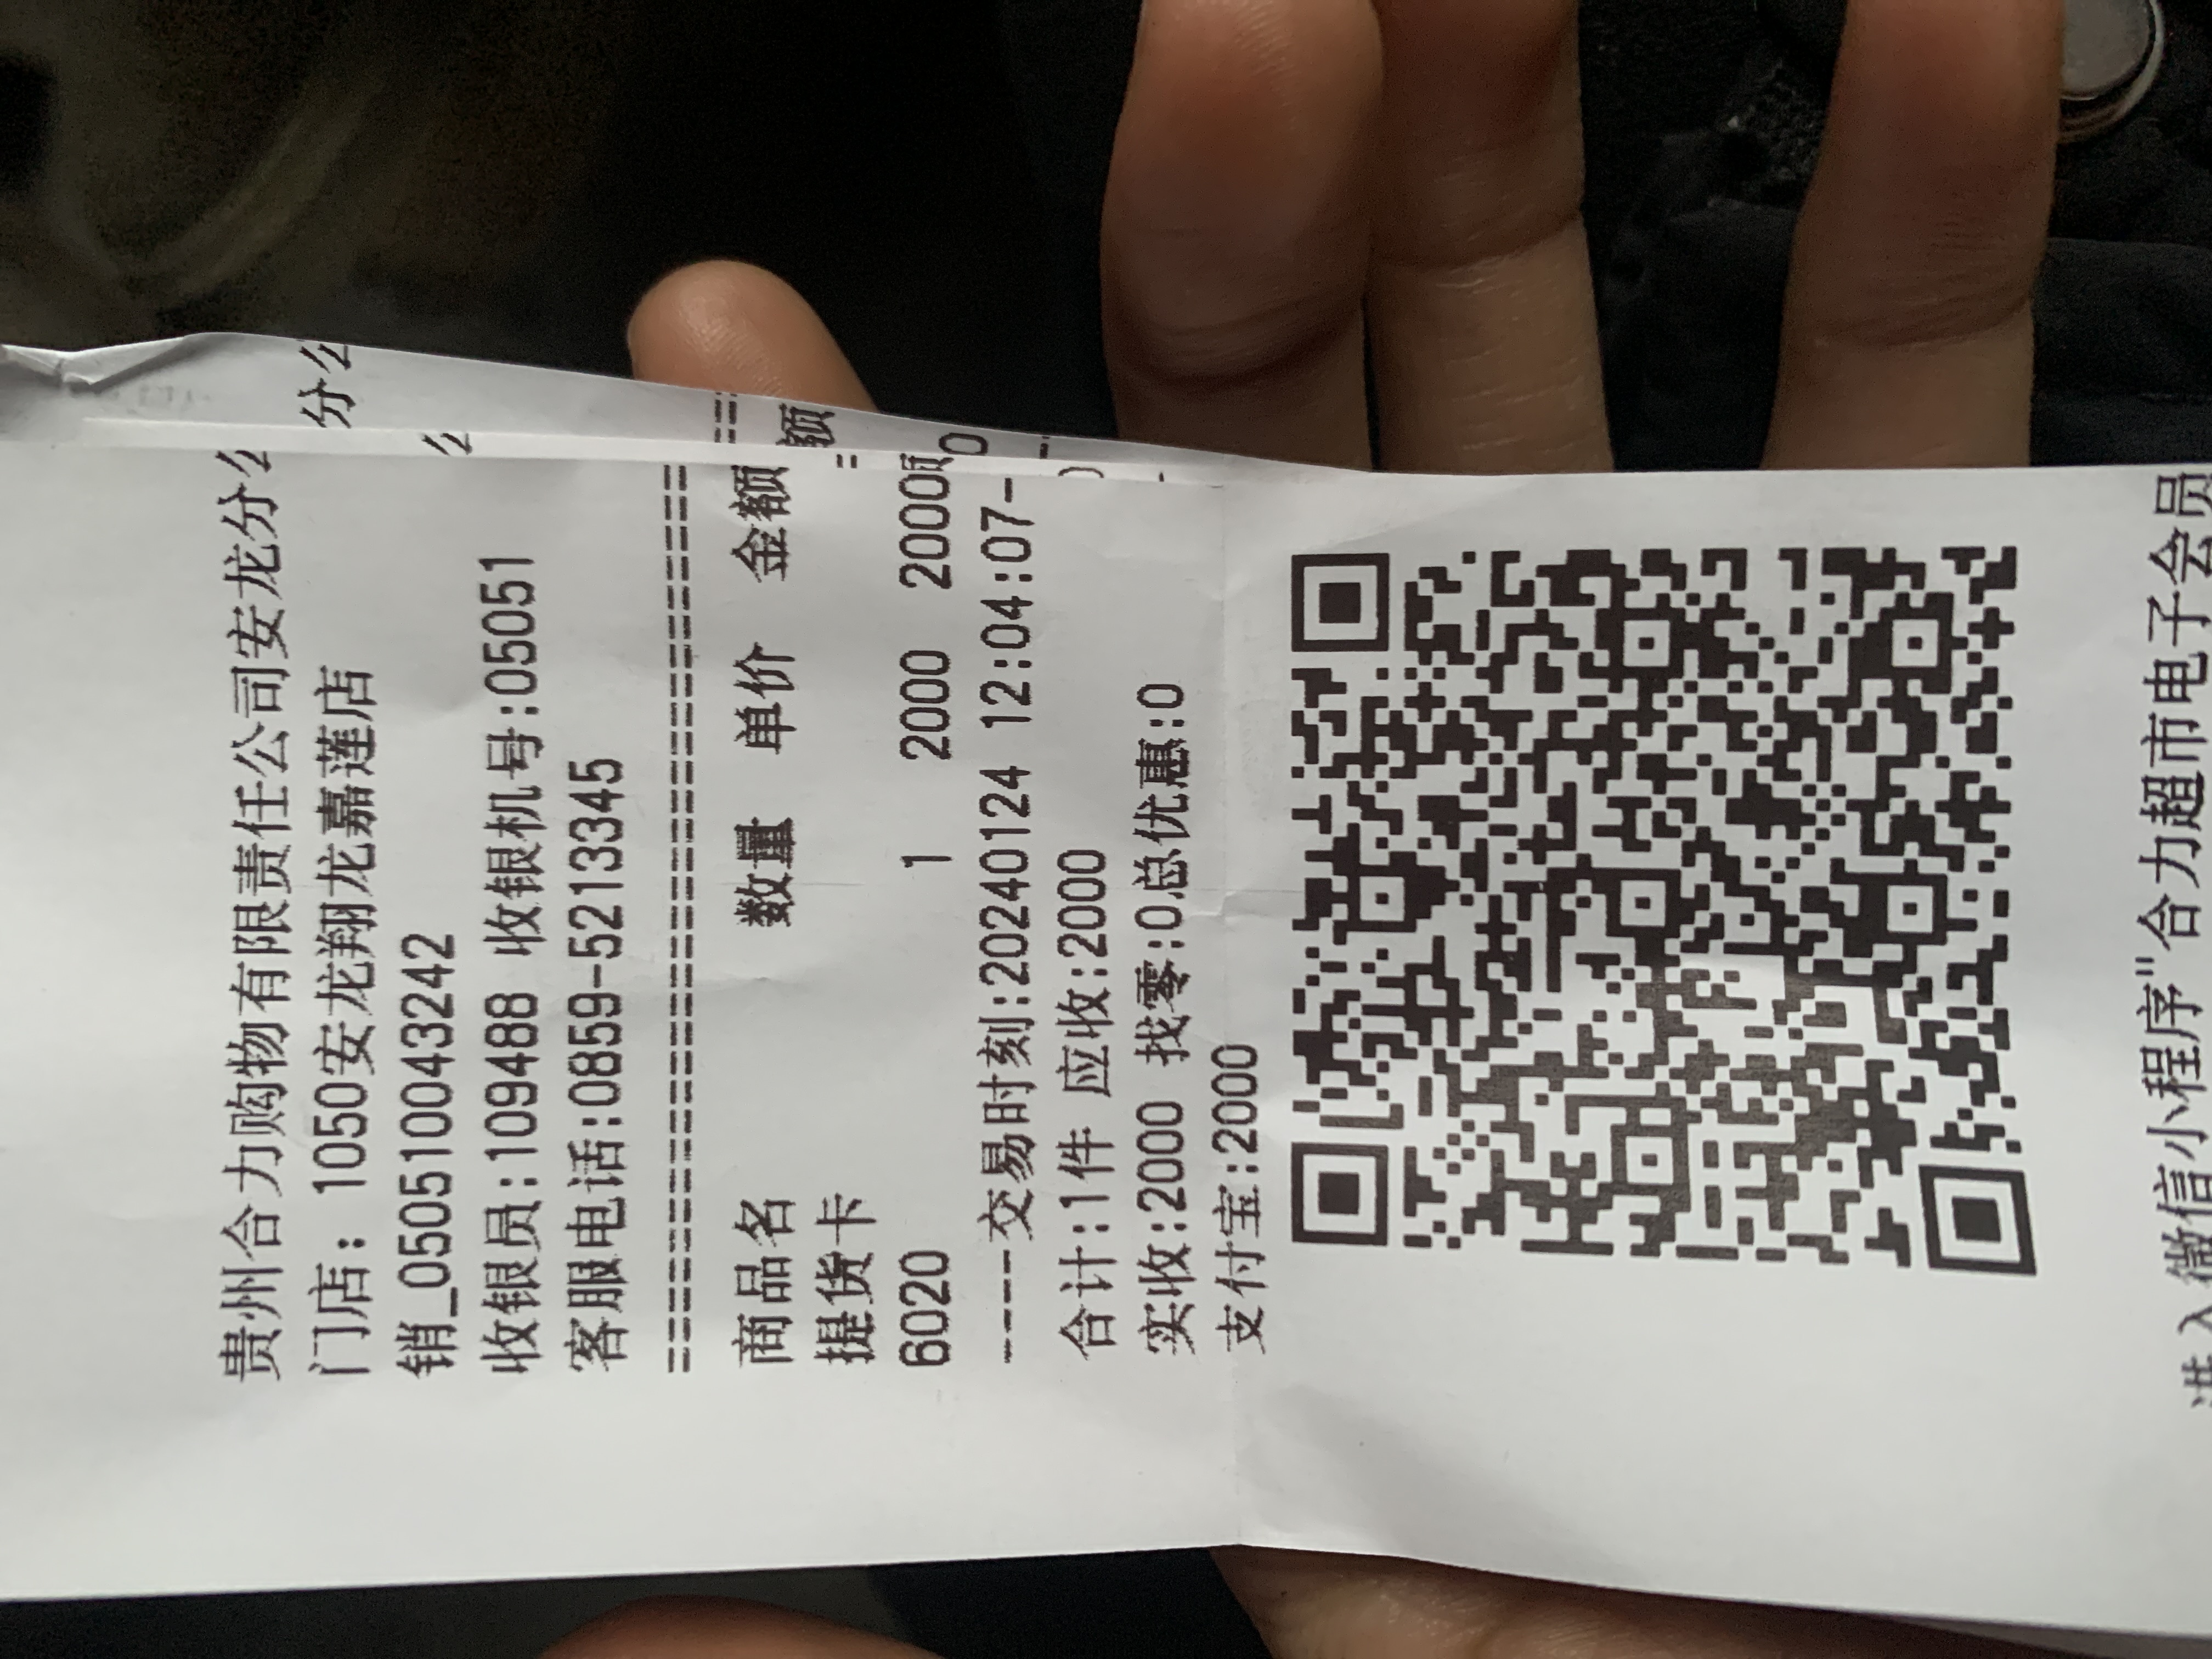 贵州合力购物有限责任公司安龙分公
门店：1050安龙翔龙嘉莲店
销_050510043242
收银员:109488 收银机号:05051
客服电话:0859-5213345
商品名 数量 单价 金额
提货卡
6020 1 2000 2000
----交易时刻:20240124 12:04:07-
合计:1件 应收:2000
实收:2000 找零:0总优惠:0
支付宝:2000
进入微信小程序"合力超市电子会员
分公
公
额
0